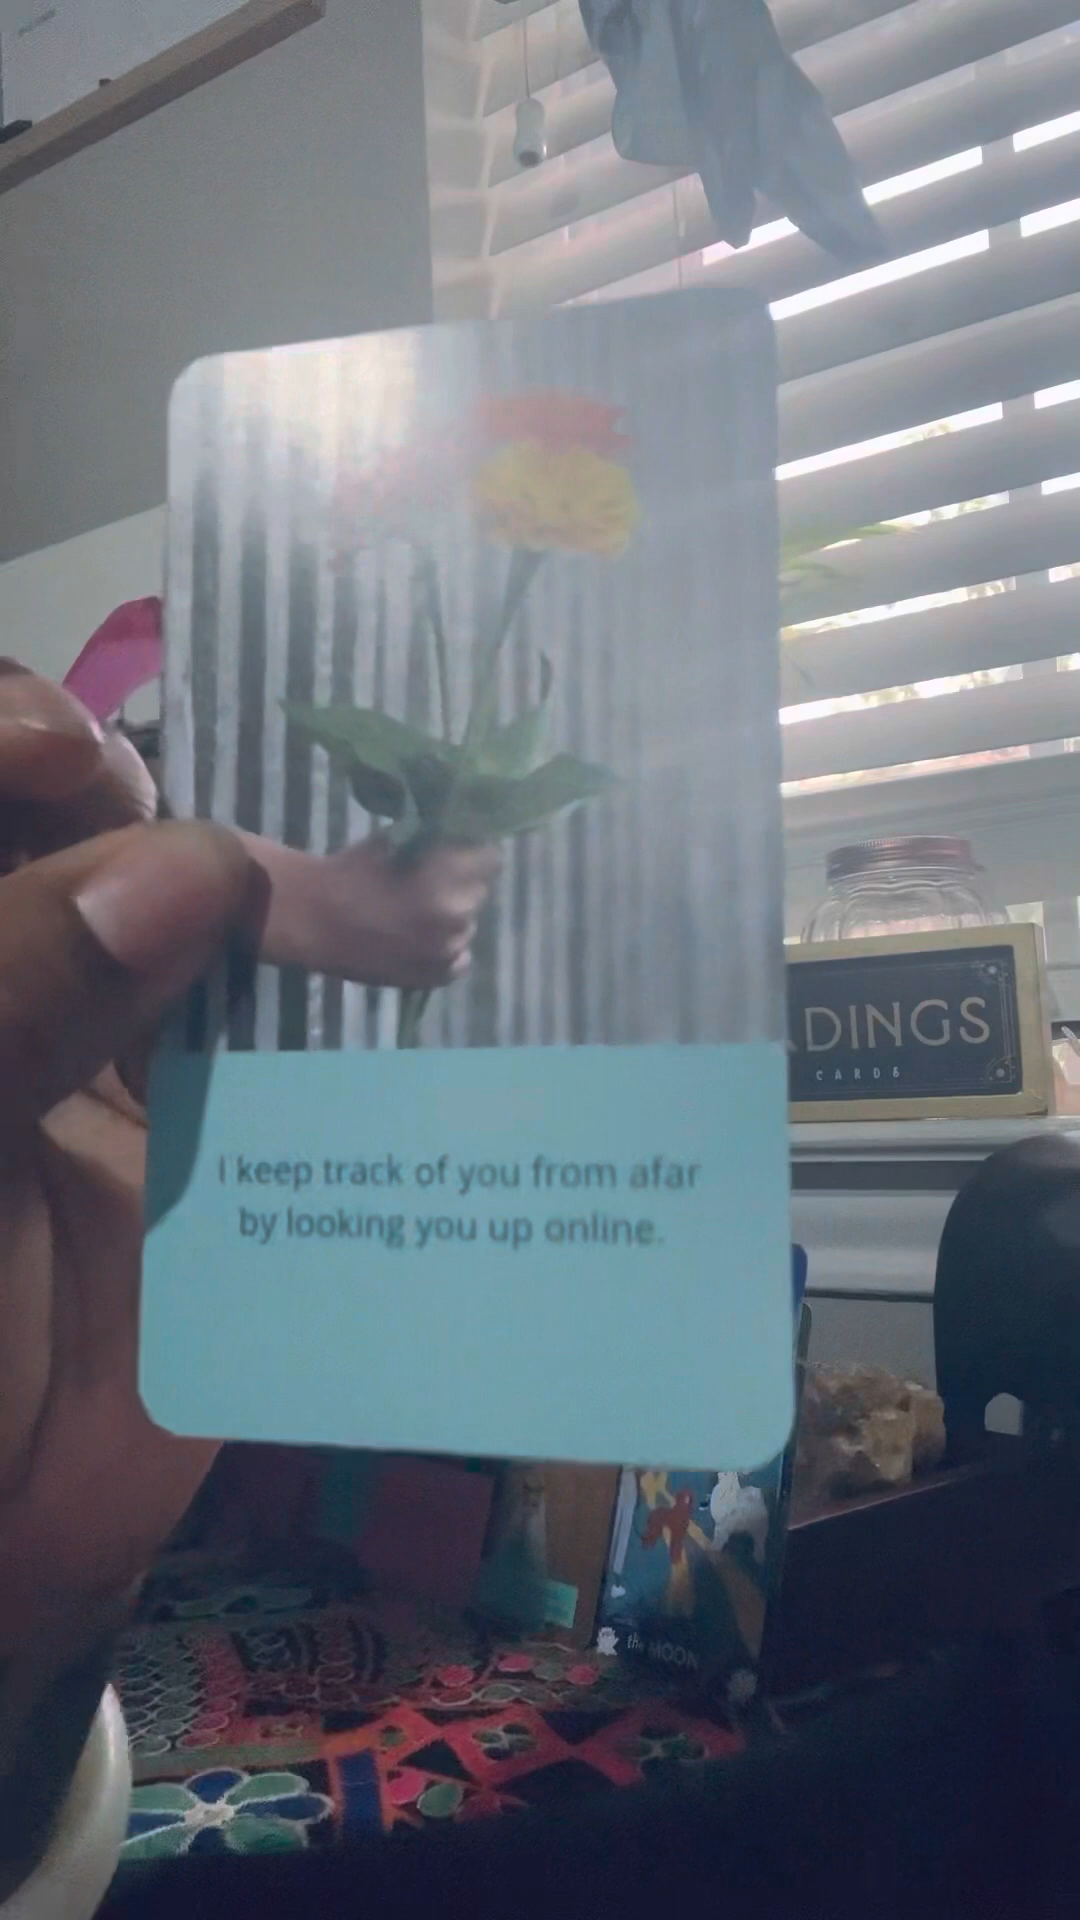 DINGS
CARDS
I keep track of you from afar
by looking you up online.
the MOON